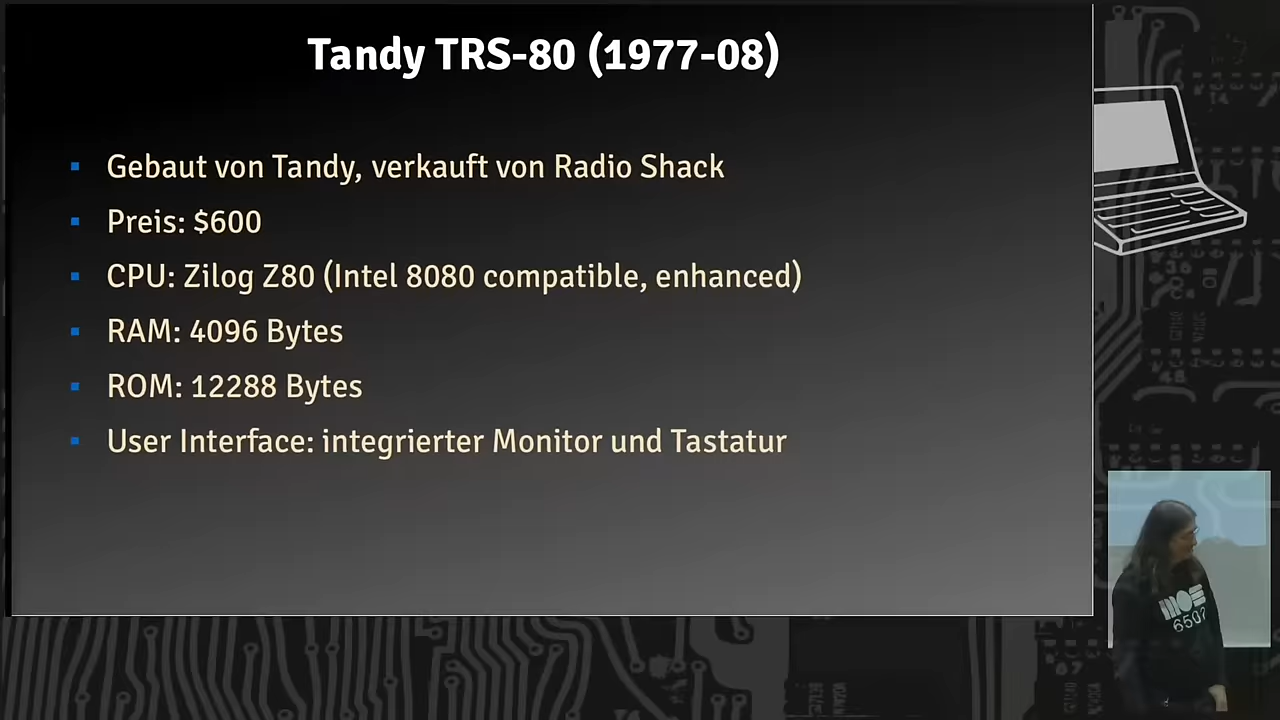 Tandy TRS-80 (1977-08)
Gebaut von Tandy, verkauft von Radio Shack
Preis: $600
CPU: Zilog Z80 (Intel 8080 compatible, enhanced)
RAM: 4096 Bytes
ROM: 12288 Bytes
User Interface: integrierter Monitor und Tastatur
6502